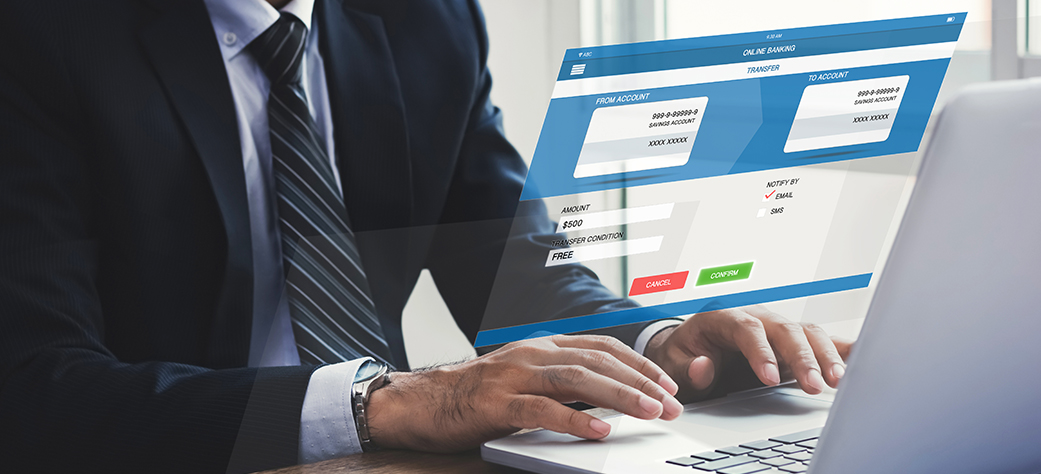 ABC
9:20 AM
ONLINE BANKING
TRANSFER
FROM ACCOUNT
999-9-99999-9
SAVINGS ACCOUNT
XXXX XXXXX
TO ACCOUNT
999-9-99999-9
SAVINGS ACCOUNT
XXXX XXXXX
AMOUNT
$500
TRANSFER CONDITION
FREE
NOTIFY BY
EMAIL
SMS
CANCEL
CONFIRM